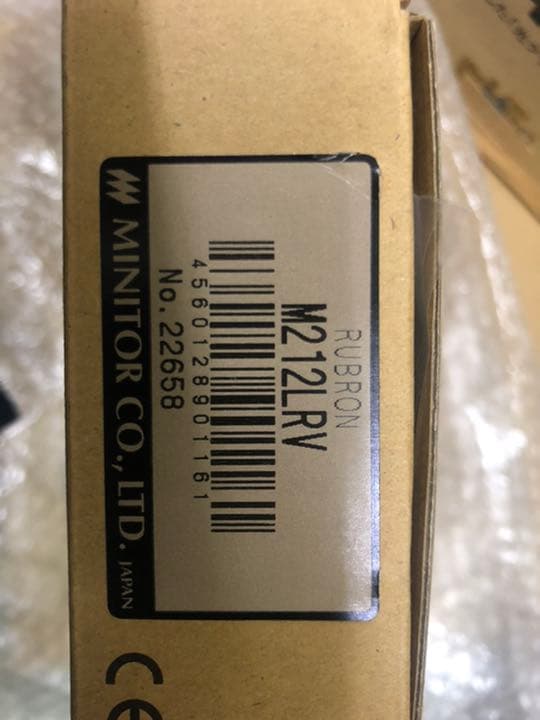 RUBRON
M212LRV
4560128901161
No.22658
MINITOR CO., LTD. JAPAN
CE